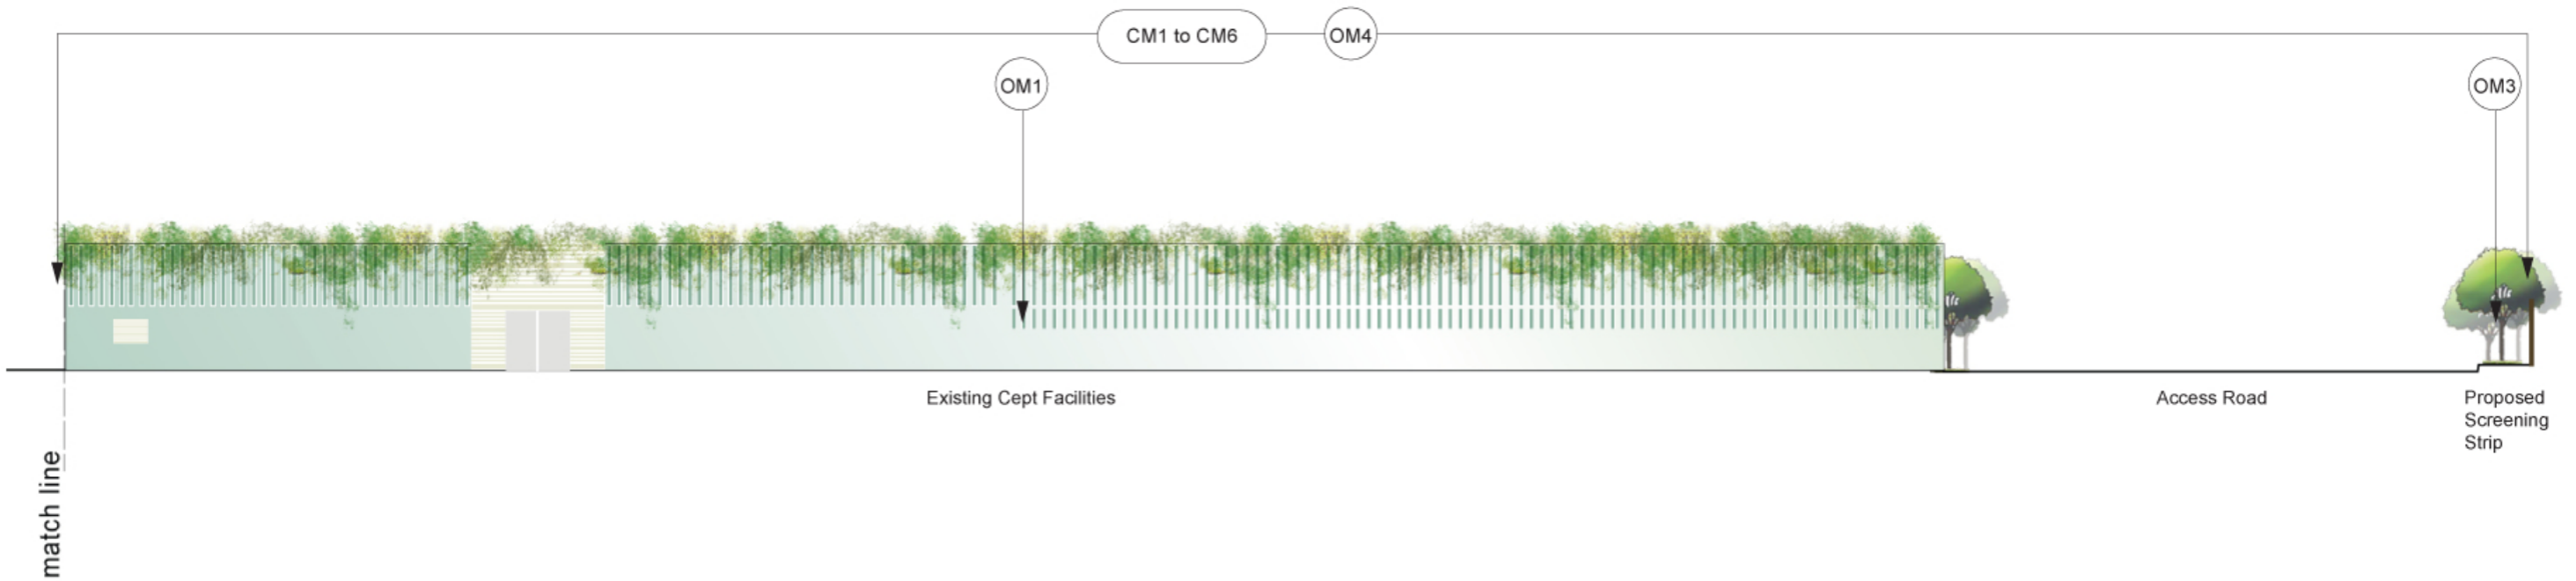 CM1 to CM6
OM4
OM1
OM3
Existing Cept Facilities
Access Road
Proposed
Screening
Strip
match line